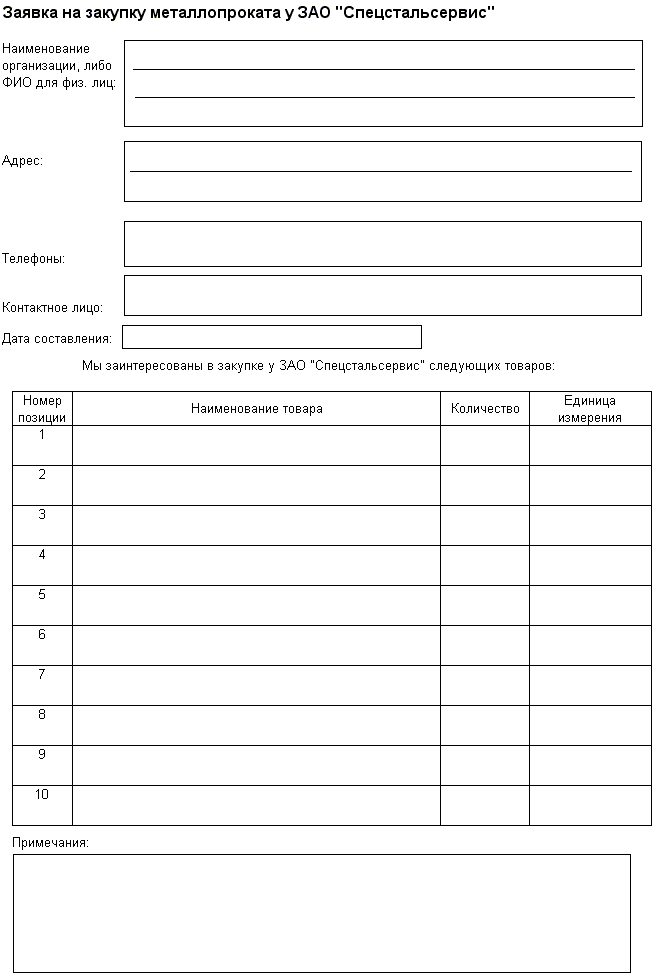 Заявка на закупку металлопроката у ЗАО "Спецстальсервис"
Наименование
организации, либо
ФИО для физ. лиц:
Адрес:
Телефоны:
Контактное лицо:
Дата составления:
Мы заинтересованы в закупке у ЗАО "Спецстальсервис" следующих товаров:
Номер позиции Наименование товара Количество Единица измерения
1
2
3
4
5
6
7
8
9
10
Примечания: